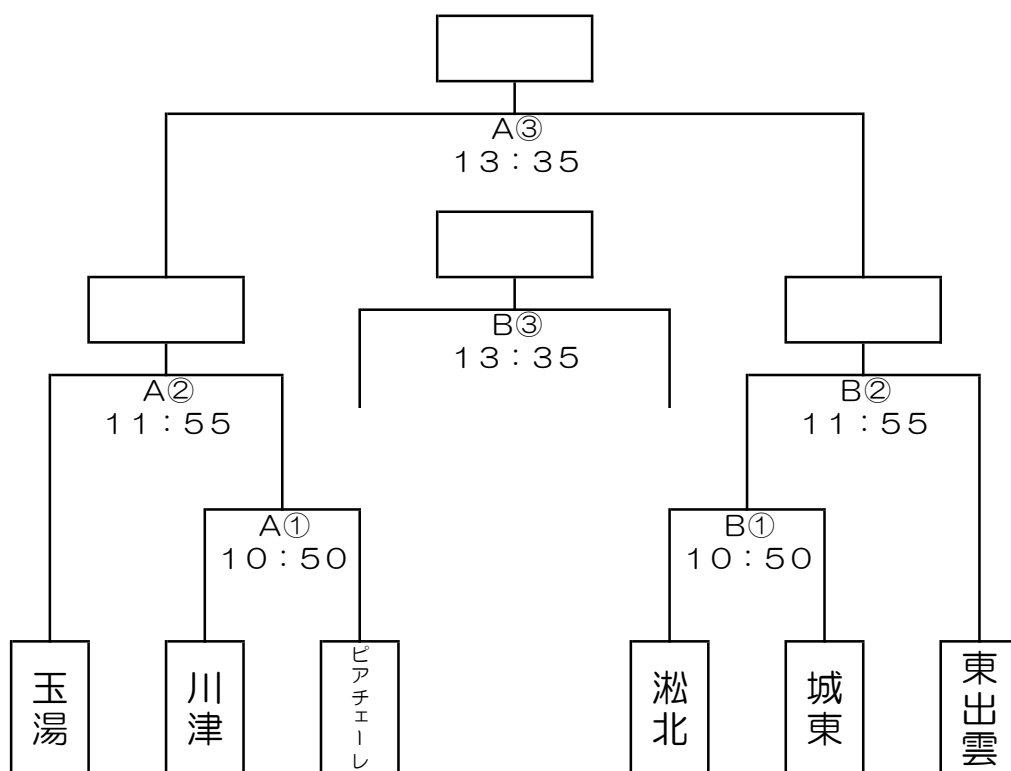 A③
１３：３５
B③
１３：３５
A②
１１：５５
B②
１１：５５
A①
１０：５０
B①
１０：５０
玉湯
川津
ピアチェーレ
淞北
城東
東出雲